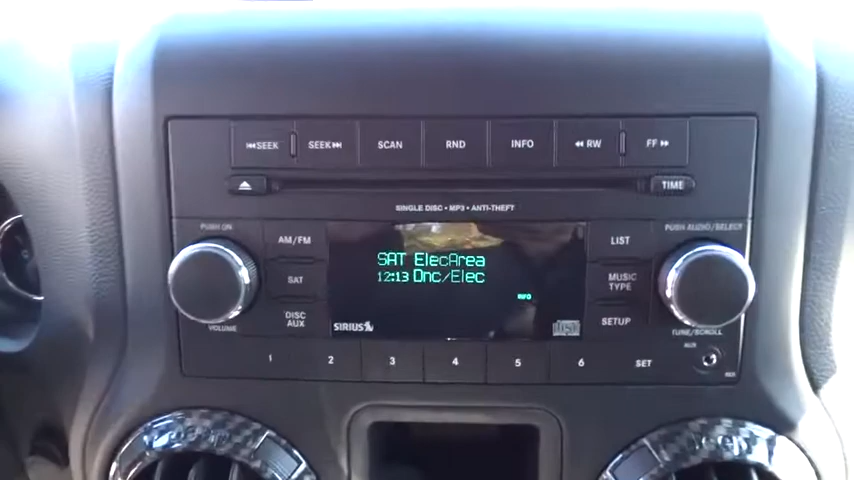 SEEK
SEEK
SCAN
RND
INFO
RW
FF
TIME
SINGLE DISC • MP3 • ANTI-THEFT
PUSH ON
PUSH AUDIO/SELECT
AM/FM
SAT
DISC
AUX
SAT ElecArea
12:13 Dnc/Elec
INFO
LIST
MUSIC
TYPE
SETUP
SIRIUS
VOLUME
TUNE/SCROLL
1
2
3
4
5
6
SET
AUX
Jeep
Jeep